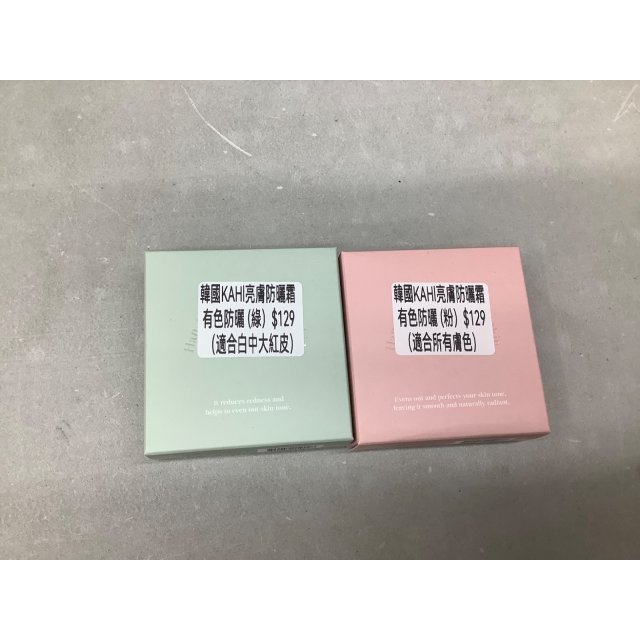 韓國KAHI亮膚防曬霜
有色防曬(綠) $129
(適合白中大紅皮)
It reduces redness and
helps to even out skin tone.
韓國KAHI亮膚防曬霜
有色防曬(粉) $129
(適合所有膚色)
Evens out and perfects your skin tone,
leaving it smooth and naturally radiant.